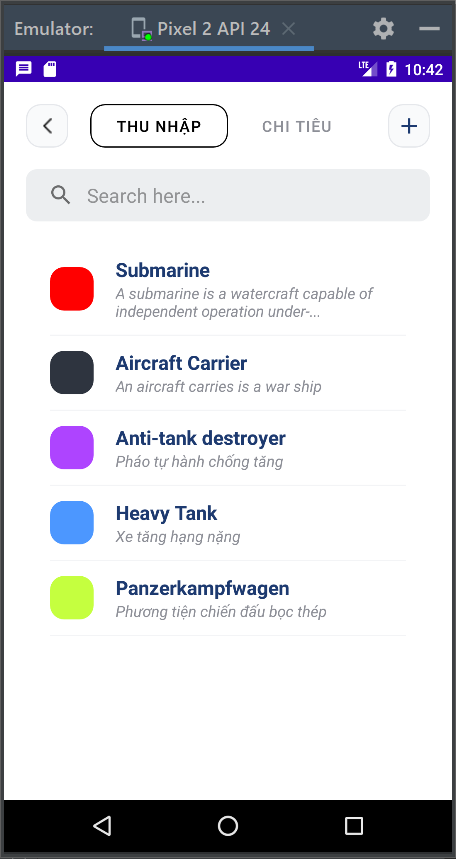 Emulator: Pixel 2 API 24
LTE 10:42
THU NHẬP CHI TIÊU
Search here...
Submarine
A submarine is a watercraft capable of
independent operation under-...
Aircraft Carrier
An aircraft carries is a war ship
Anti-tank destroyer
Pháo tự hành chống tăng
Heavy Tank
Xe tăng hạng nặng
Panzerkampfwagen
Phương tiện chiến đấu bọc thép